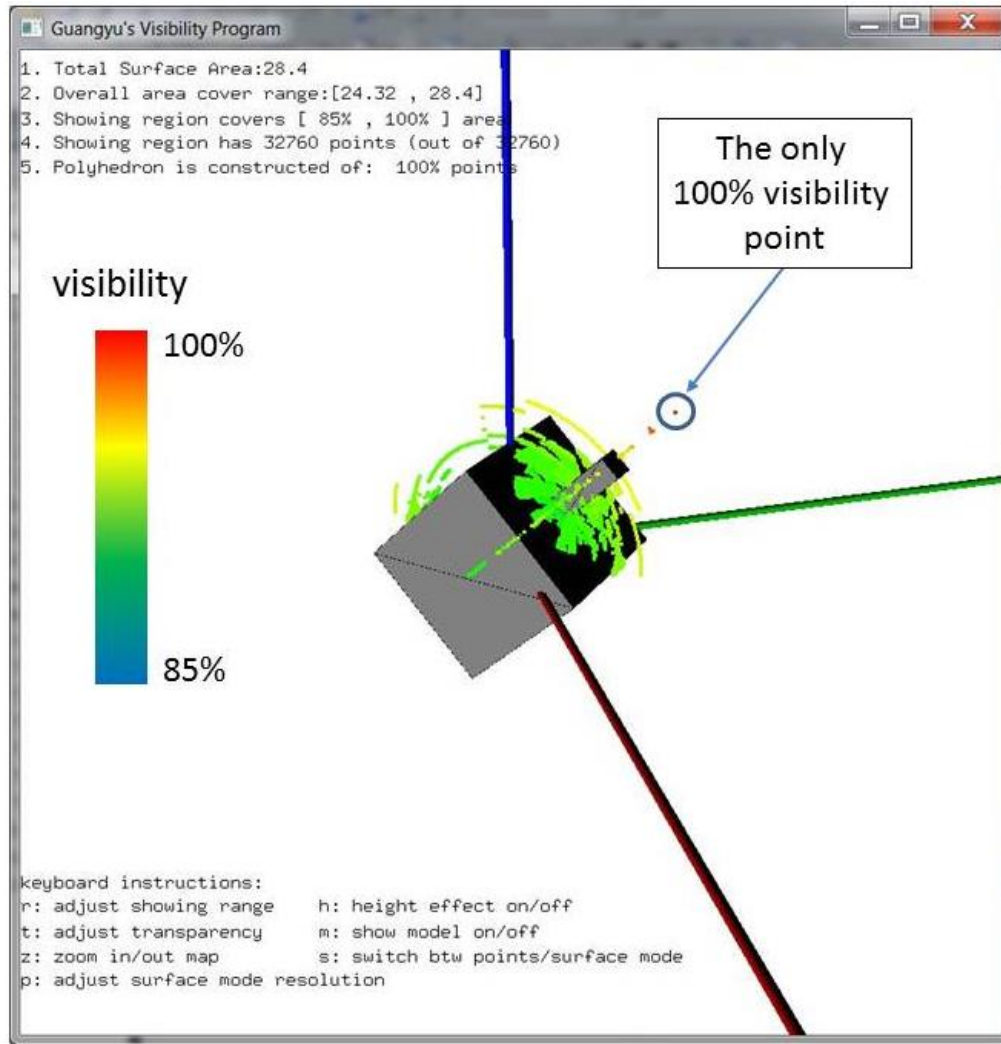 Guangyu's Visibility Program
1. Total Surface Area:28.4
2. Overall area cover range:[24.32 , 28.4]
3. Showing region covers [ 85% , 100% ] area
4. Showing region has 32760 points (out of 32760)
5. Polyhedron is constructed of:  100% points
The only
100% visibility
point
visibility
100%
85%
keyboard instructions:
r: adjust showing range    h: height effect on/off
t: adjust transparency    m: show model on/off
z: zoom in/out map    s: switch btw points/surface mode
p: adjust surface mode resolution